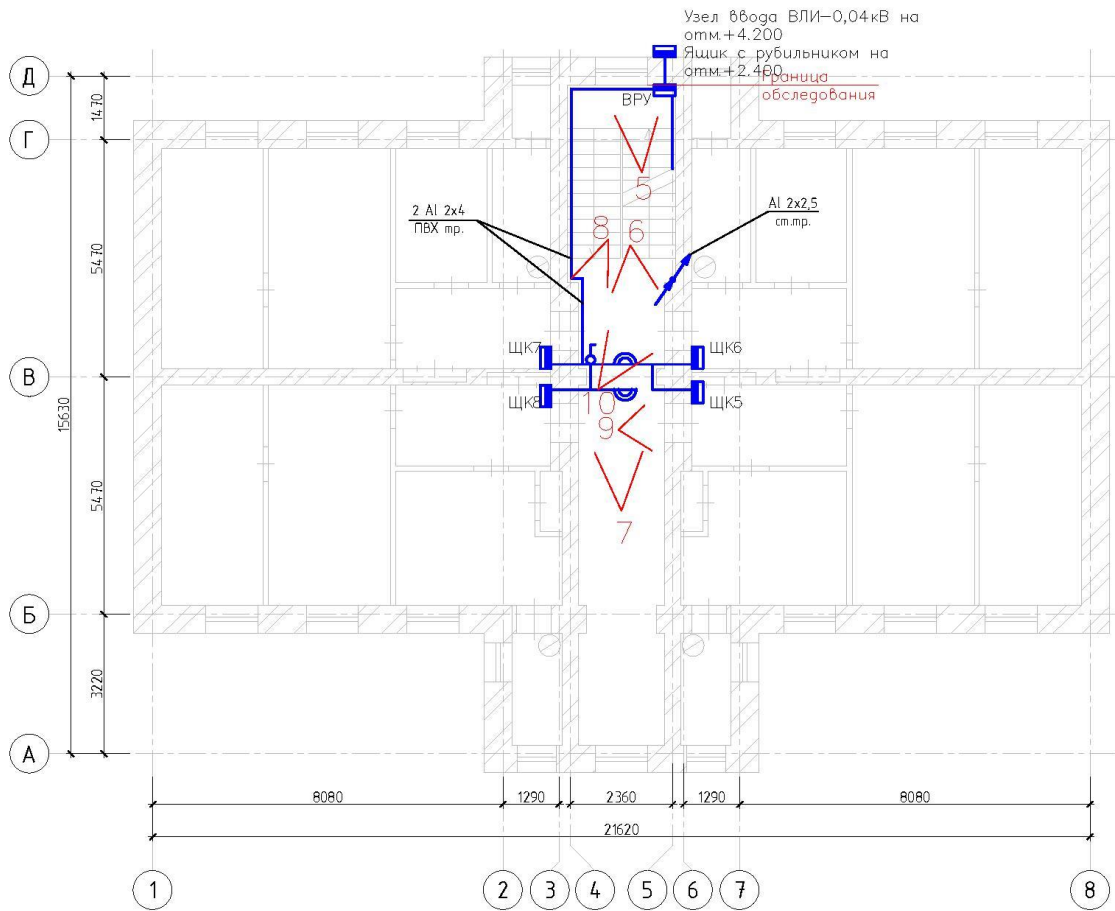 Узел ввода ВЛИ-0,04кВ на
отм.+4.200
Ящик с рубильником на
отм.+2.400
Граница
обследования
ВРУ
Д
1470
Г
5
2 Al 2x4
ПВХ тр.
Al 2x2,5
ст.тр.
8
6
5470
ЩК7
ЩК6
В
15630
ЩК8
10
ЩК5
9
5470
7
Б
3220
А
8080
1290
2360
1290
8080
21620
1
2
3
4
5
6
7
8